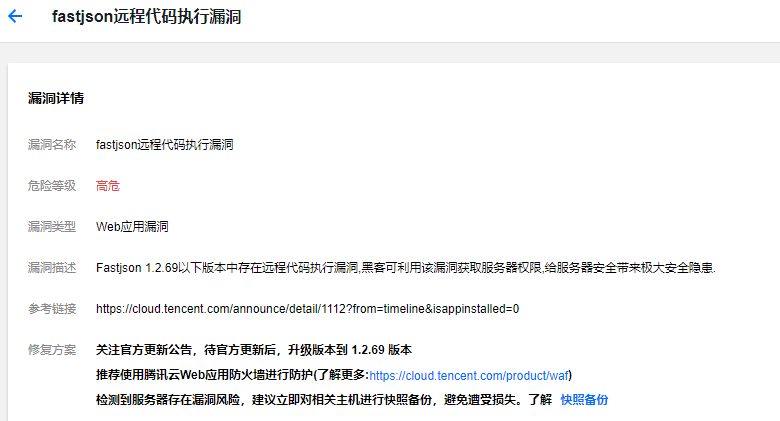 fastjson远程代码执行漏洞
漏洞详情
漏洞名称 fastjson远程代码执行漏洞
危险等级 高危
漏洞类型 Web应用漏洞
漏洞描述 Fastjson 1.2.69以下版本中存在远程代码执行漏洞,黑客可利用该漏洞获取服务器权限,给服务器安全带来极大安全隐患.
参考链接 https://cloud.tencent.com/announce/detail/1112?from=timeline&isappinstalled=0
修复方案 关注官方更新公告，待官方更新后，升级版本到 1.2.69 版本
推荐使用腾讯云Web应用防火墙进行防护(了解更多:https://cloud.tencent.com/product/waf)
检测到服务器存在漏洞风险，建议立即对相关主机进行快照备份，避免遭受损失。了解 快照备份